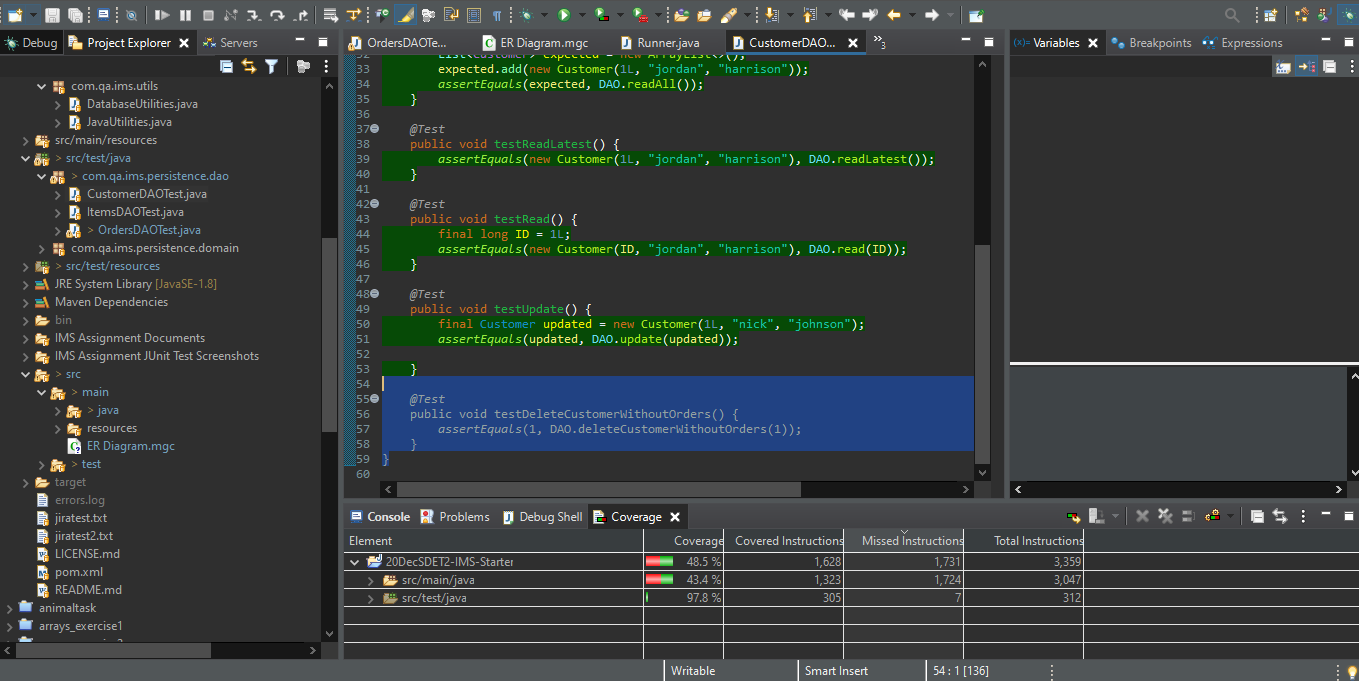 Debug
Project Explorer
Servers
com.qa.ims.utils
DatabaseUtilities.java
JavaUtilities.java
src/main/resources
> src/test/java
> com.qa.ims.persistence.dao
CustomerDAOTest.java
ItemsDAOTest.java
> OrdersDAOTest.java
com.qa.ims.persistence.domain
> src/test/resources
JRE System Library [JavaSE-1.8]
Maven Dependencies
bin
IMS Assignment Documents
IMS Assignment JUnit Test Screenshots
> src
> main
> java
resources
ER Diagram.mgc
> test
target
errors.log
jiratest.txt
jiratest2.txt
LICENSE.md
pom.xml
README.md
animaltask
arrays_exercise1
OrdersDAOTe...
ER Diagram.mgc
Runner.java
CustomerDAO...
»3
32 List<Customer> expected = new ArrayList<>();
33 expected.add(new Customer(1L, "jordan", "harrison"));
34 assertEquals(expected, DAO.readAll());
35 }
36
37 @Test
38 public void testReadLatest() {
39 assertEquals(new Customer(1L, "jordan", "harrison"), DAO.readLatest());
40 }
41
42 @Test
43 public void testRead() {
44 final long ID = 1L;
45 assertEquals(new Customer(ID, "jordan", "harrison"), DAO.read(ID));
46 }
47
48 @Test
49 public void testUpdate() {
50 final Customer updated = new Customer(1L, "nick", "johnson");
51 assertEquals(updated, DAO.update(updated));
52
53 }
54
55 @Test
56 public void testDeleteCustomerWithoutOrders() {
57 assertEquals(1, DAO.deleteCustomerWithoutOrders(1));
58 }
59 }
60
(x)= Variables
Breakpoints
Expressions
Console
Problems
Debug Shell
Coverage
Element Coverage Covered Instructions Missed Instructions Total Instructions
20DecSDET2-IMS-Starter 48.5 % 1,628 1,731 3,359
src/main/java 43.4 % 1,323 1,724 3,047
src/test/java 97.8 % 305 7 312
Writable
Smart Insert
54 : 1 [136]